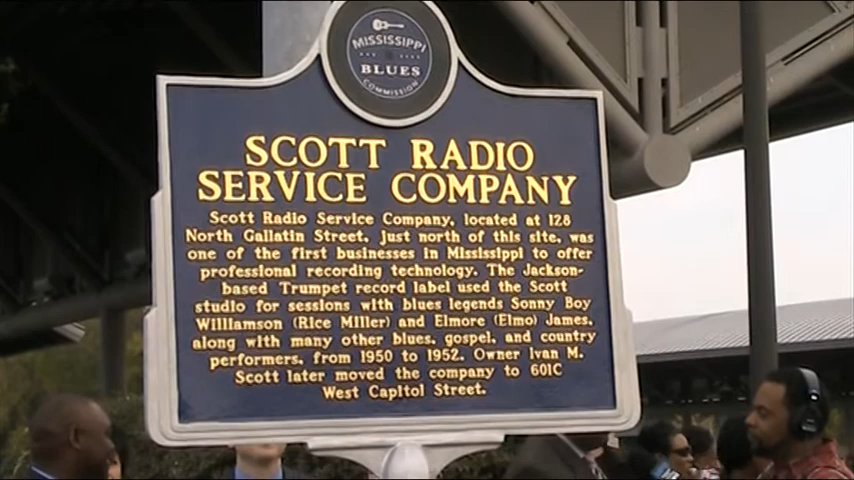 MISSISSIPPI
BLUES
COMMISSION
SCOTT RADIO
SERVICE COMPANY
Scott Radio Service Company, located at 128
North Gallatin Street, just north of this site, was
one of the first businesses in Mississippi to offer
professional recording technology. The Jackson-
based Trumpet record label used the Scott
studio for sessions with blues legends Sonny Boy
Williamson (Rice Miller) and Elmore (Elmo) James,
along with many other blues, gospel, and country
performers, from 1950 to 1952. Owner Ivan M.
Scott later moved the company to 601C
West Capitol Street.